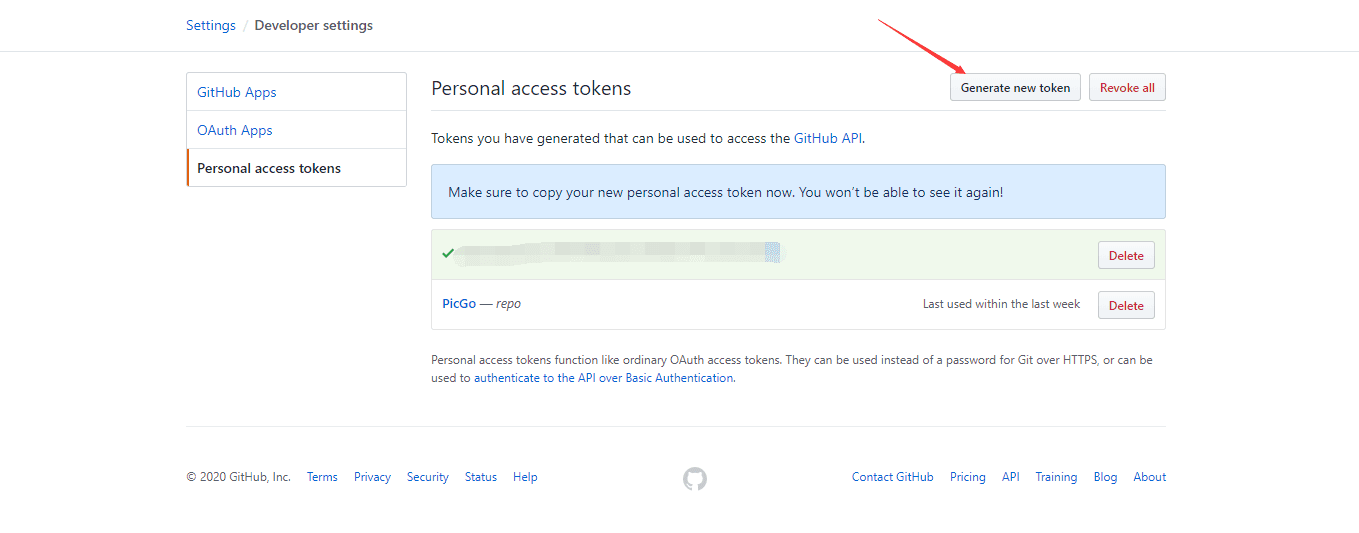 Settings / Developer settings
GitHub Apps
OAuth Apps
Personal access tokens
Personal access tokens
Generate new token
Revoke all
Tokens you have generated that can be used to access the GitHub API.
Make sure to copy your new personal access token now. You won’t be able to see it again!
Delete
PicGo — repo
Last used within the last week
Delete
Personal access tokens function like ordinary OAuth access tokens. They can be used instead of a password for Git over HTTPS, or can be
used to authenticate to the API over Basic Authentication.
© 2020 GitHub, Inc. Terms Privacy Security Status Help
Contact GitHub Pricing API Training Blog About